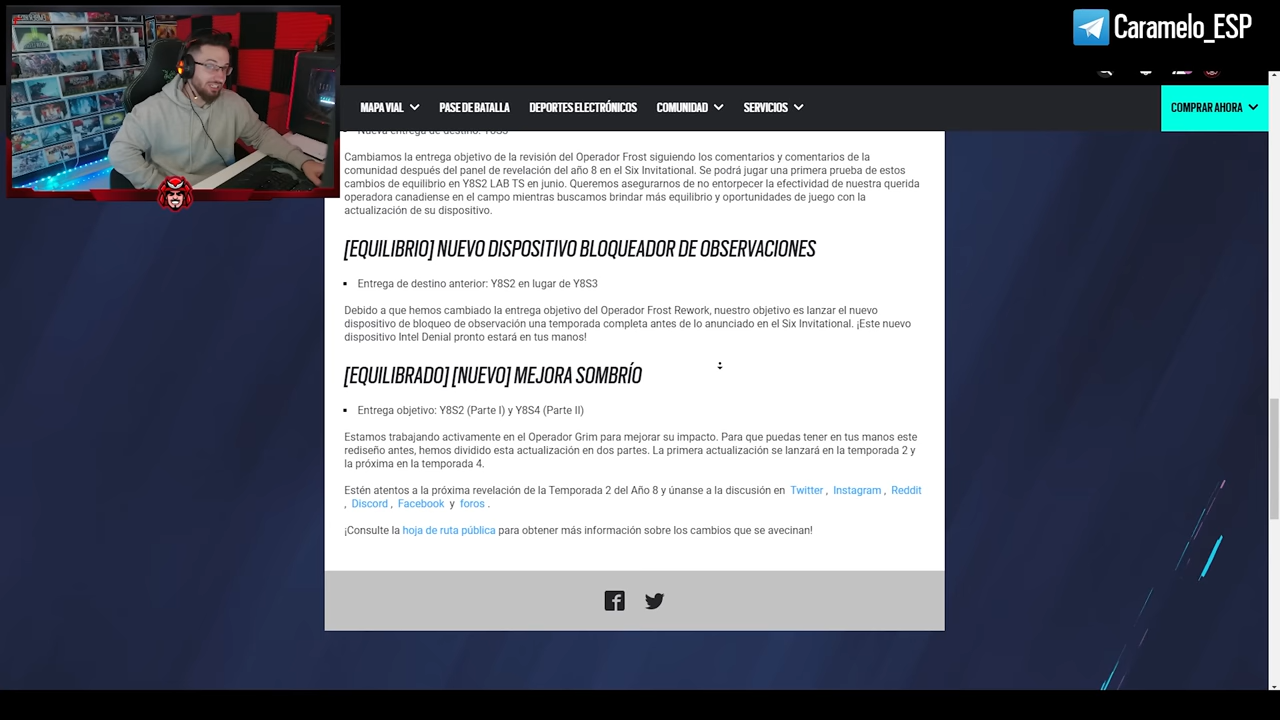 Caramelo_ESP
MAPA VIAL
PASE DE BATALLA
DEPORTES ELECTRÓNICOS
COMUNIDAD
SERVICIOS
COMPRAR AHORA
Cambiamos la entrega objetivo de la revisión del Operador Frost siguiendo los comentarios y comentarios de la
comunidad después del panel de revelación del año 8 en el Six Invitational. Se podrá jugar una primera prueba de estos
cambios de equilibrio en Y8S2 LAB TS en junio. Queremos asegurarnos de no entorpecer la efectividad de nuestra querida
operadora canadiense en el campo mientras buscamos brindar más equilibrio y oportunidades de juego con la
actualización de su dispositivo.
[EQUILIBRIO] NUEVO DISPOSITIVO BLOQUEADOR DE OBSERVACIONES
▪ Entrega de destino anterior: Y8S2 en lugar de Y8S3
Debido a que hemos cambiado la entrega objetivo del Operador Frost Rework, nuestro objetivo es lanzar el nuevo
dispositivo de bloqueo de observación una temporada completa antes de lo anunciado en el Six Invitational. ¡Este nuevo
dispositivo Intel Denial pronto estará en tus manos!
[EQUILIBRADO] [NUEVO] MEJORA SOMBRÍO
▪ Entrega objetivo: Y8S2 (Parte I) y Y8S4 (Parte II)
Estamos trabajando activamente en el Operador Grim para mejorar su impacto. Para que puedas tener en tus manos este
rediseño antes, hemos dividido esta actualización en dos partes. La primera actualización se lanzará en la temporada 2 y
la próxima en la temporada 4.
Estén atentos a la próxima revelación de la Temporada 2 del Año 8 y únanse a la discusión en Twitter , Instagram , Reddit
, Discord , Facebook y foros .
¡Consulte la hoja de ruta pública para obtener más información sobre los cambios que se avecinan!